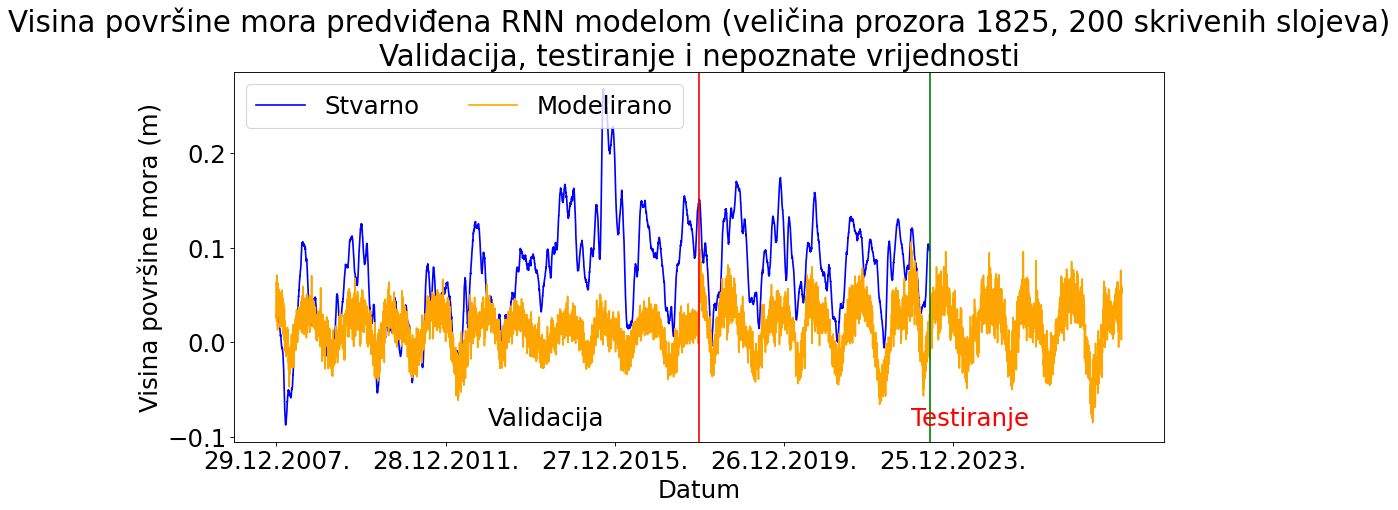 Visina površine mora predviđena RNN modelom (veličina prozora 1825, 200 skrivenih slojeva)
Validacija, testiranje i nepoznate vrijednosti
Stvarno
Modelirano
Visina površine mora (m)
0.2
0.1
0.0
−0.1
Validacija
Testiranje
29.12.2007.
28.12.2011.
27.12.2015.
26.12.2019.
25.12.2023.
Datum